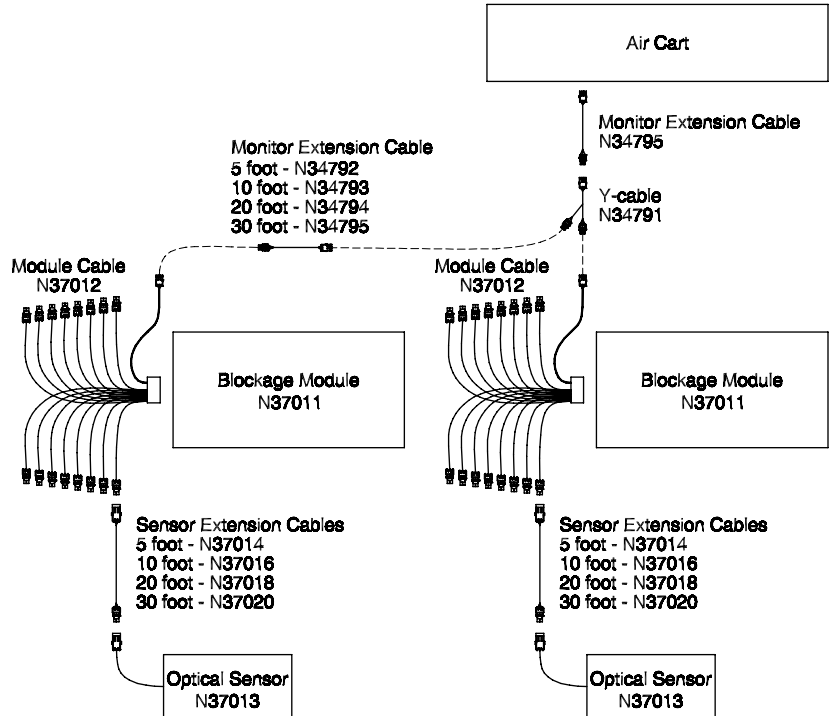 Air Cart
Monitor Extension Cable
N34795
Monitor Extension Cable
5 foot - N34792
10 foot - N34793
20 foot - N34794
30 foot - N34795
Y-cable
N34791
Module Cable
N37012
Module Cable
N37012
Blockage Module
N37011
Blockage Module
N37011
Sensor Extension Cables
5 foot - N37014
10 foot - N37016
20 foot - N37018
30 foot - N37020
Sensor Extension Cables
5 foot - N37014
10 foot - N37016
20 foot - N37018
30 foot - N37020
Optical Sensor
N37013
Optical Sensor
N37013